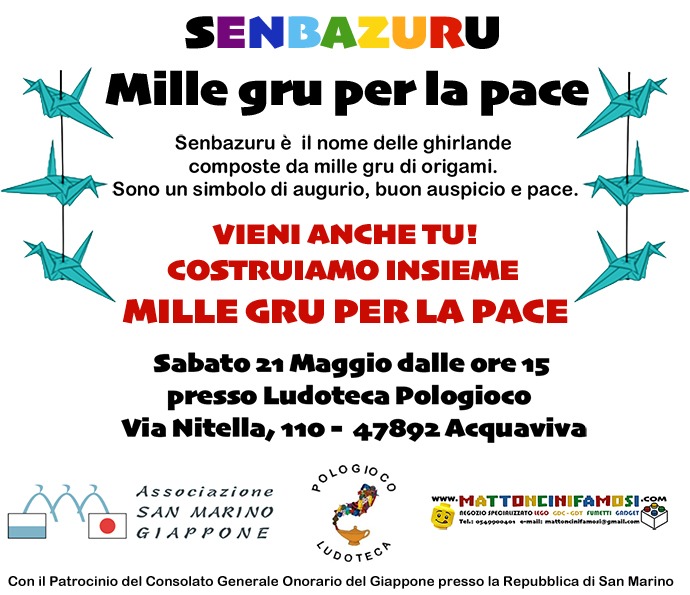 SENBAZURU
Mille gru per la pace
Senbazuru è il nome delle ghirlande
composte da mille gru di origami.
Sono un simbolo di augurio, buon auspicio e pace.
VIENI ANCHE TU!
COSTRUIAMO INSIEME
MILLE GRU PER LA PACE
Sabato 21 Maggio dalle ore 15
presso Ludoteca Pologioco
Via Nitella, 110 - 47892 Acquaviva
Associazione
SAN MARINO
GIAPPONE
POLOGIOCO
LUDOTECA
www.MATTONCINIFAMOSI.com
NEGOZIO SPECIALIZZATO LEGO GDC - GDT FUMETTI GADGET
Tel.: 0549900401 e-mail: mattoncinifamosi@gmail.com
Con il Patrocinio del Consolato Generale Onorario del Giappone presso la Repubblica di San Marino